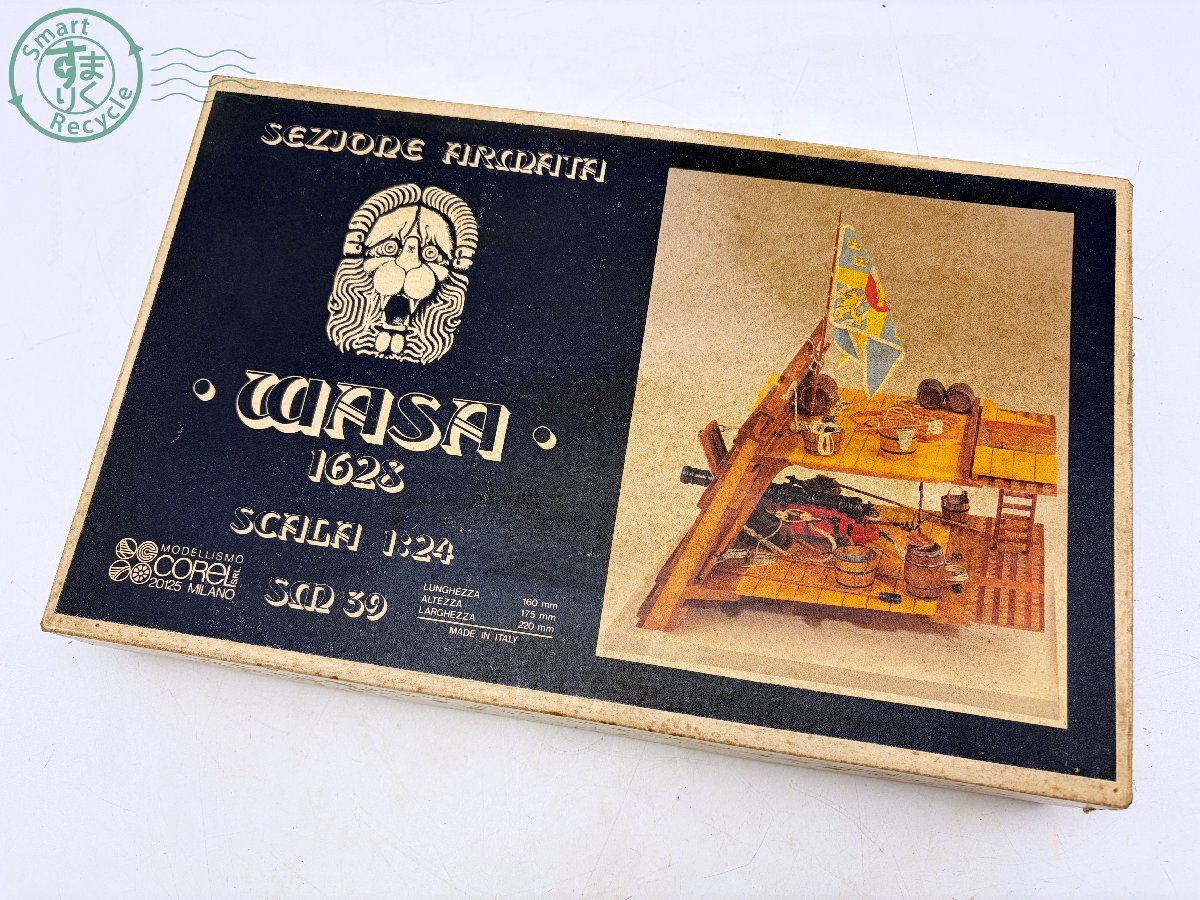 Smart
すまりく
Recycle
SEZIONE ARMATA
• WASA •
1628
SCALA 1:24
MODELLISMO
COREL SRL
20125 MILANO
SM 39
LUNGHEZZA 160 mm
ALTEZZA 175 mm
LARGHEZZA 220 mm
MADE IN ITALY